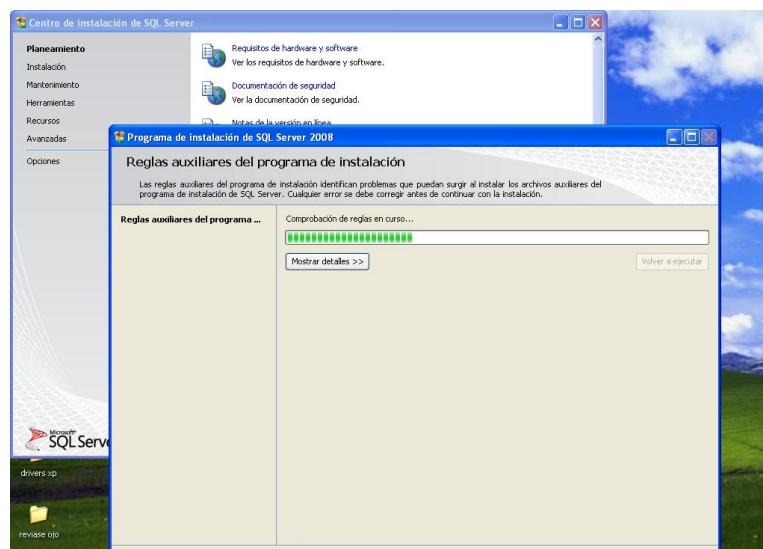 Centro de instalación de SQL Server
Planeamiento
Instalación
Mantenimiento
Herramientas
Recursos
Avanzadas
Opciones
Requisitos de hardware y software
Ver los requisitos de hardware y software.
Documentación de seguridad
Ver la documentación de seguridad.
Notas de la versión en línea
Programa de instalación de SQL Server 2008
Reglas auxiliares del programa de instalación
Las reglas auxiliares del programa de instalación identifican problemas que puedan surgir al instalar los archivos auxiliares del
programa de instalación de SQL Server. Cualquier error se debe corregir antes de continuar con la instalación.
Reglas auxiliares del programa ...
Comprobación de reglas en curso...
Mostrar detalles >>
Volver a ejecutar
Microsoft
SQL Serve
drivers xp
reviase ojo